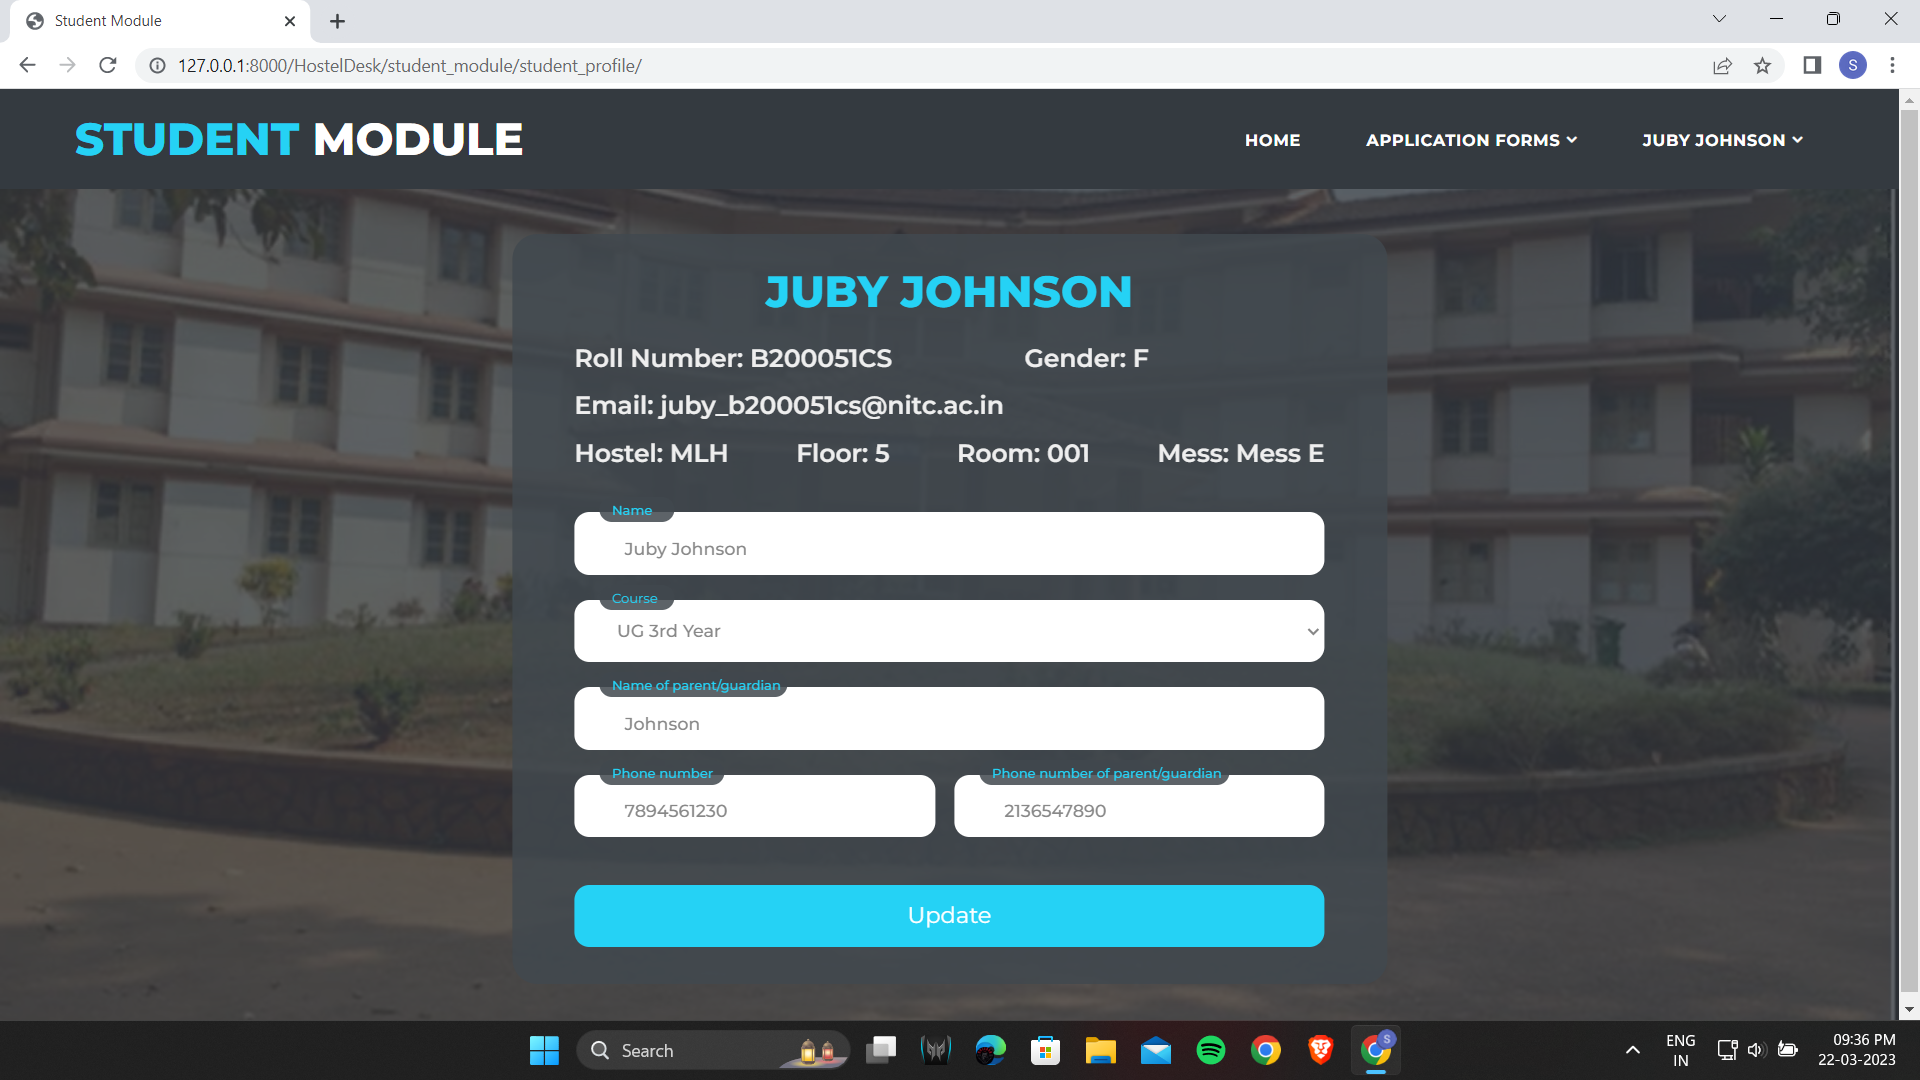 Student Module
127.0.0.1:8000/HostelDesk/student_module/student_profile/
S
STUDENT MODULE
HOME
APPLICATION FORMS
JUBY JOHNSON
JUBY JOHNSON
Roll Number: B200051CS
Gender: F
Email: juby_b200051cs@nitc.ac.in
Hostel: MLH
Floor: 5
Room: 001
Mess: Mess E
Name
Juby Johnson
Course
UG 3rd Year
Name of parent/guardian
Johnson
Phone number
7894561230
Phone number of parent/guardian
2136547890
Update
Search
S
ENG
IN
09:36 PM
22-03-2023